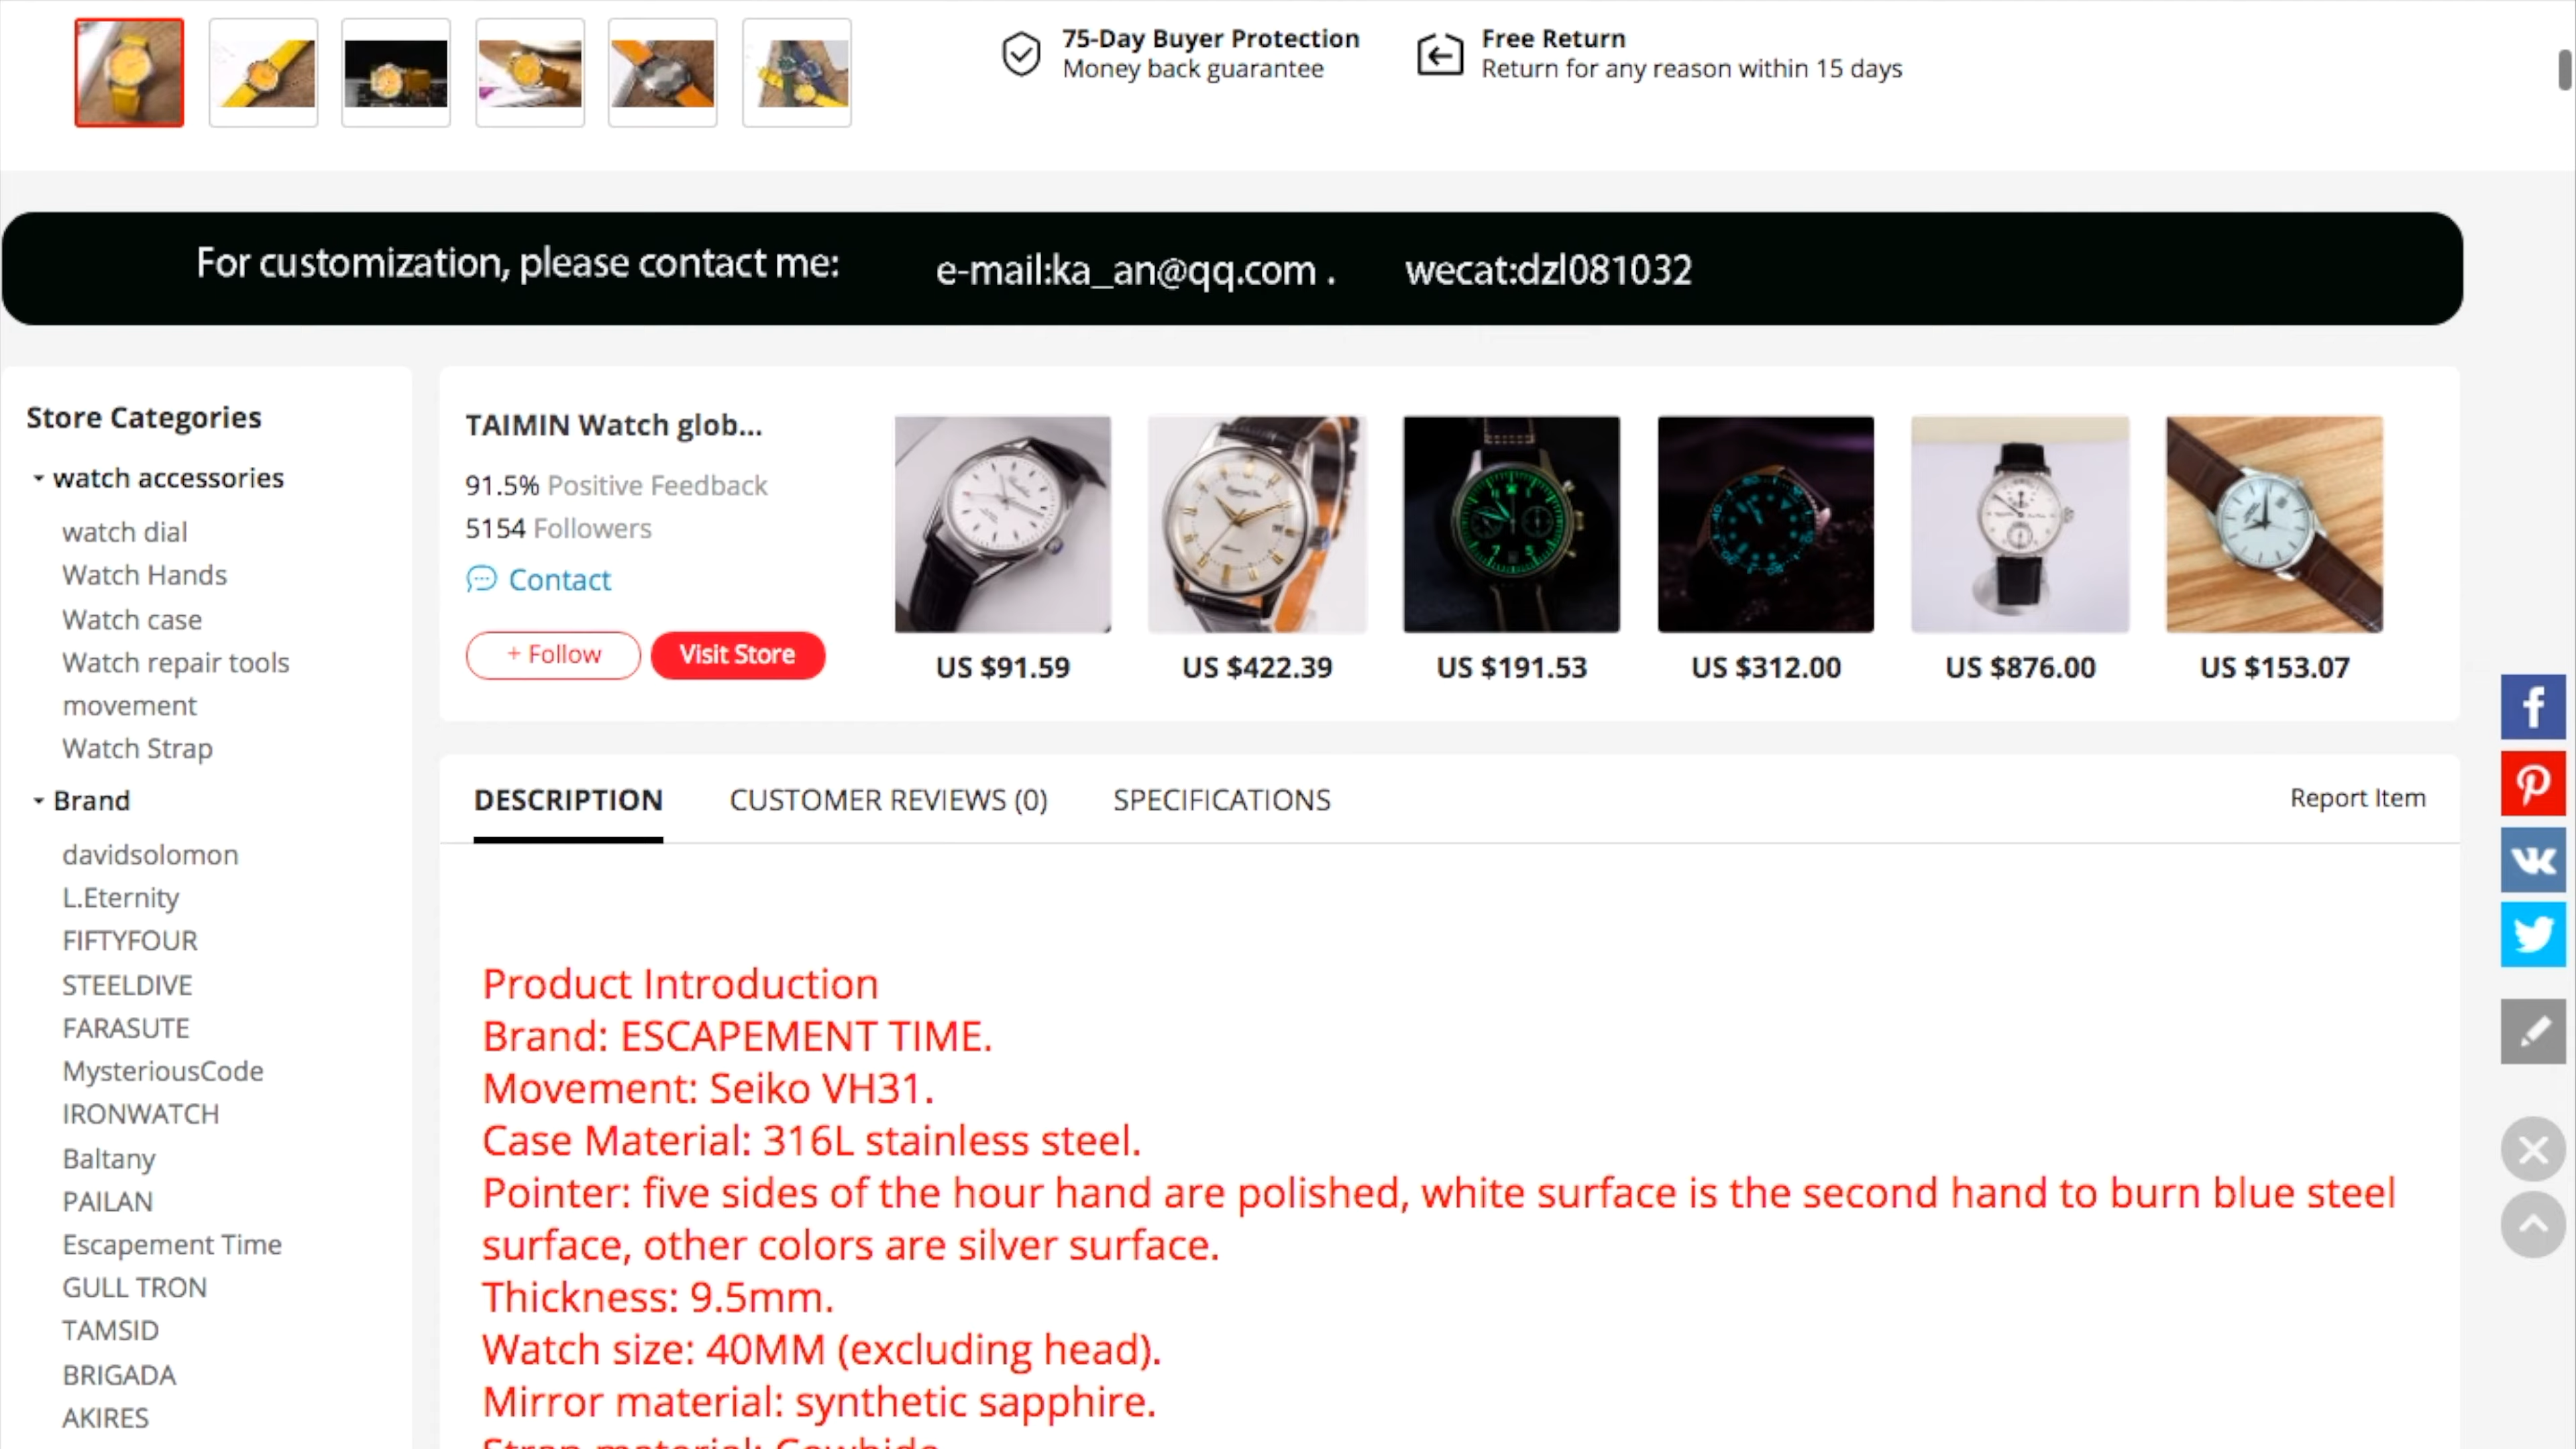 75-Day Buyer Protection
Money back guarantee
Free Return
Return for any reason within 15 days
For customization, please contact me: e-mail:ka_an@qq.com . wecat:dzl081032
Store Categories
watch accessories
watch dial
Watch Hands
Watch case
Watch repair tools
movement
Watch Strap
Brand
davidsolomon
L.Eternity
FIFTYFOUR
STEELDIVE
FARASUTE
MysteriousCode
IRONWATCH
Baltany
PAILAN
Escapement Time
GULL TRON
TAMSID
BRIGADA
AKIRES
TAIMIN Watch glob...
91.5% Positive Feedback
5154 Followers
Contact
+ Follow
Visit Store
US $91.59
US $422.39
US $191.53
US $312.00
US $876.00
US $153.07
DESCRIPTION
CUSTOMER REVIEWS (0)
SPECIFICATIONS
Report Item
Product Introduction
Brand: ESCAPEMENT TIME.
Movement: Seiko VH31.
Case Material: 316L stainless steel.
Pointer: five sides of the hour hand are polished, white surface is the second hand to burn blue steel
surface, other colors are silver surface.
Thickness: 9.5mm.
Watch size: 40MM (excluding head).
Mirror material: synthetic sapphire.
Strap material: Cowhide